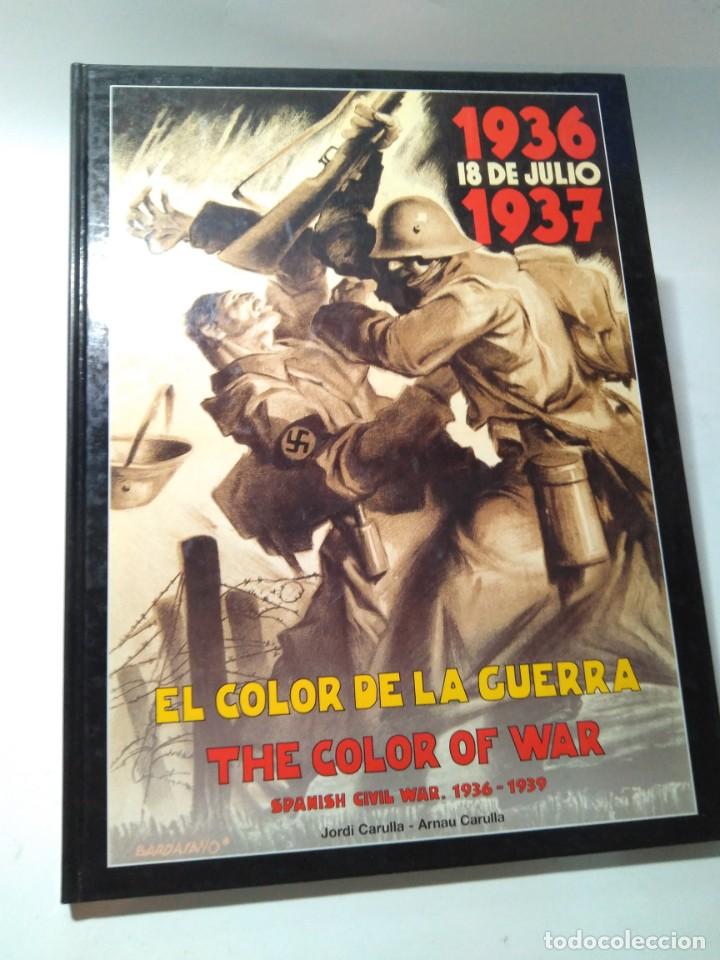 1936
18 DE JULIO
1937
EL COLOR DE LA GUERRA
THE COLOR OF WAR
SPANISH CIVIL WAR. 1936 - 1939
Jordi Carulla - Arnau Carulla
BARDASANO
todocoleccion